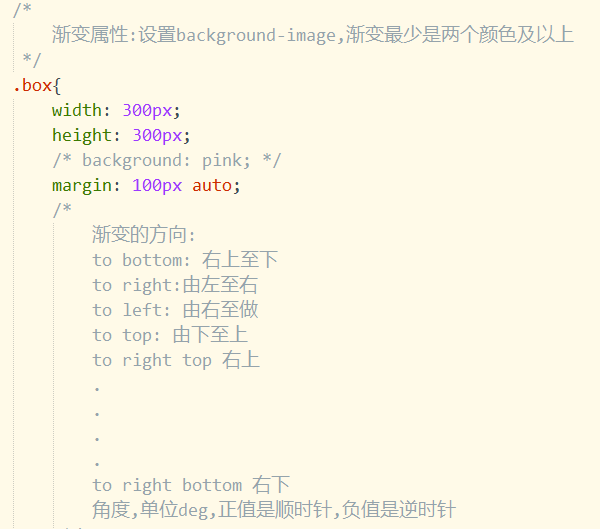 /*
渐变属性:设置background-image,渐变最少是两个颜色及以上
*/
.box{
width: 300px;
height: 300px;
/* background: pink; */
margin: 100px auto;
/*
渐变的方向:
to bottom: 右上至下
to right:由左至右
to left: 由右至做
to top: 由下至上
to right top 右上
.
.
.
.
to right bottom 右下
角度,单位deg,正值是顺时针,负值是逆时针